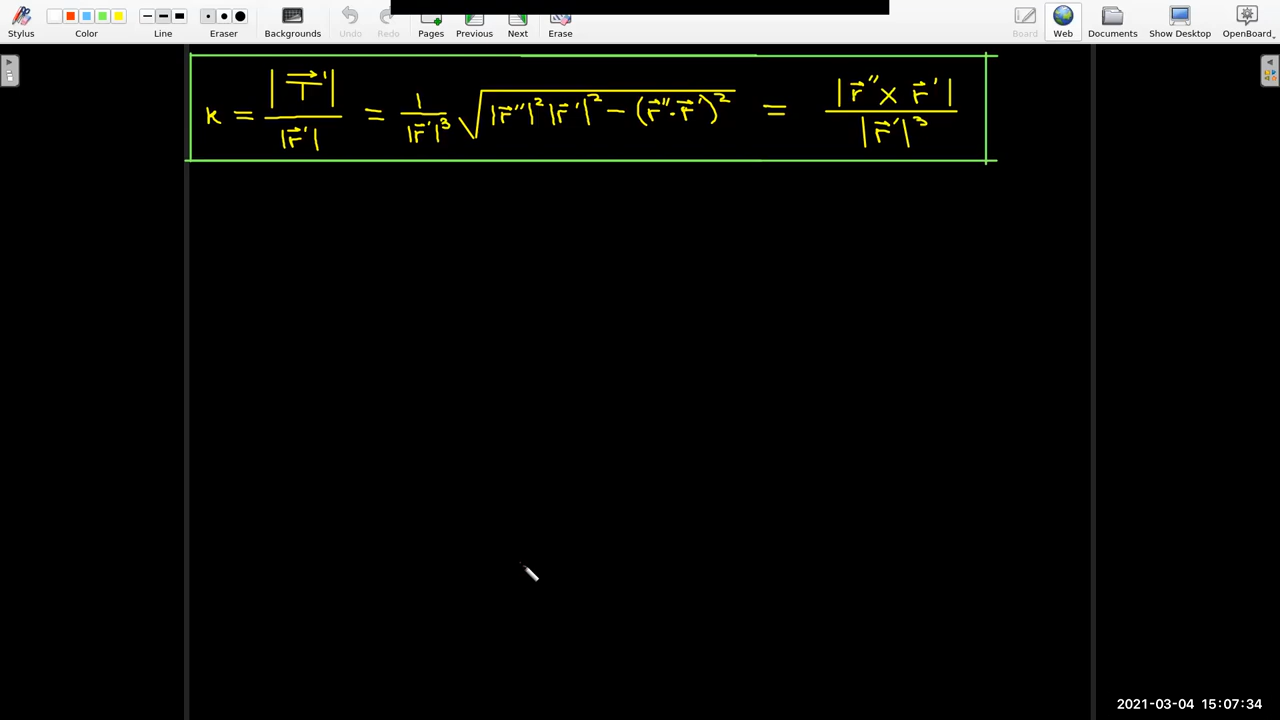 Stylus Color Line Eraser Backgrounds Undo Redo Pages Previous Next Erase Board Web Documents Show Desktop OpenBoard
κ = |T⃗'| / |r⃗'| = 1/|r⃗'|³ √(|r⃗''|²|r⃗'|² − (r⃗''·r⃗')²) = |r⃗'' × r⃗'| / |r⃗'|³
2021-03-04 15:07:34